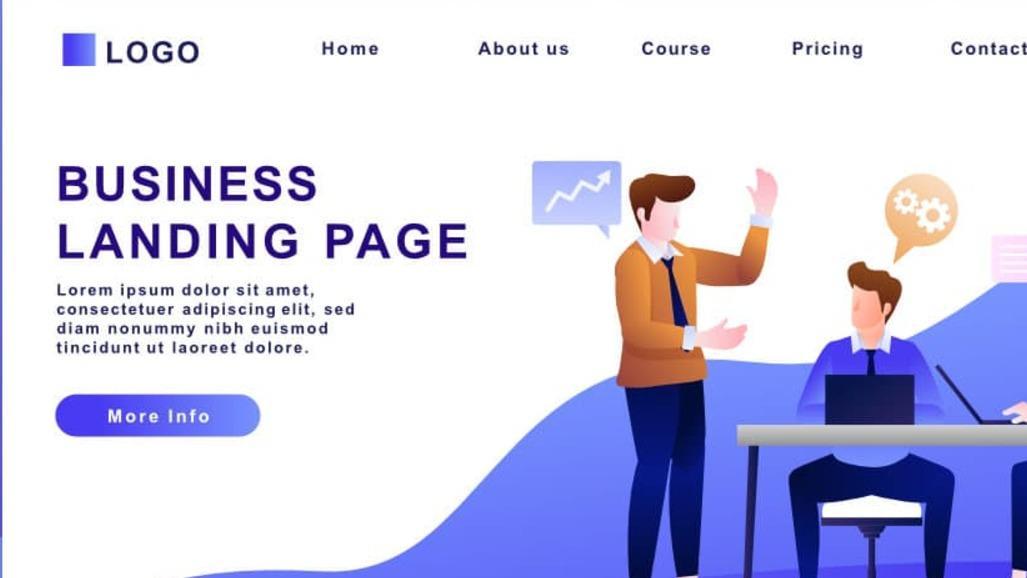 LOGO
Home About us Course Pricing Contact
BUSINESS
LANDING PAGE
Lorem ipsum dolor sit amet,
consectetuer adipiscing elit, sed
diam nonummy nibh euismod
tincidunt ut laoreet dolore.
More Info